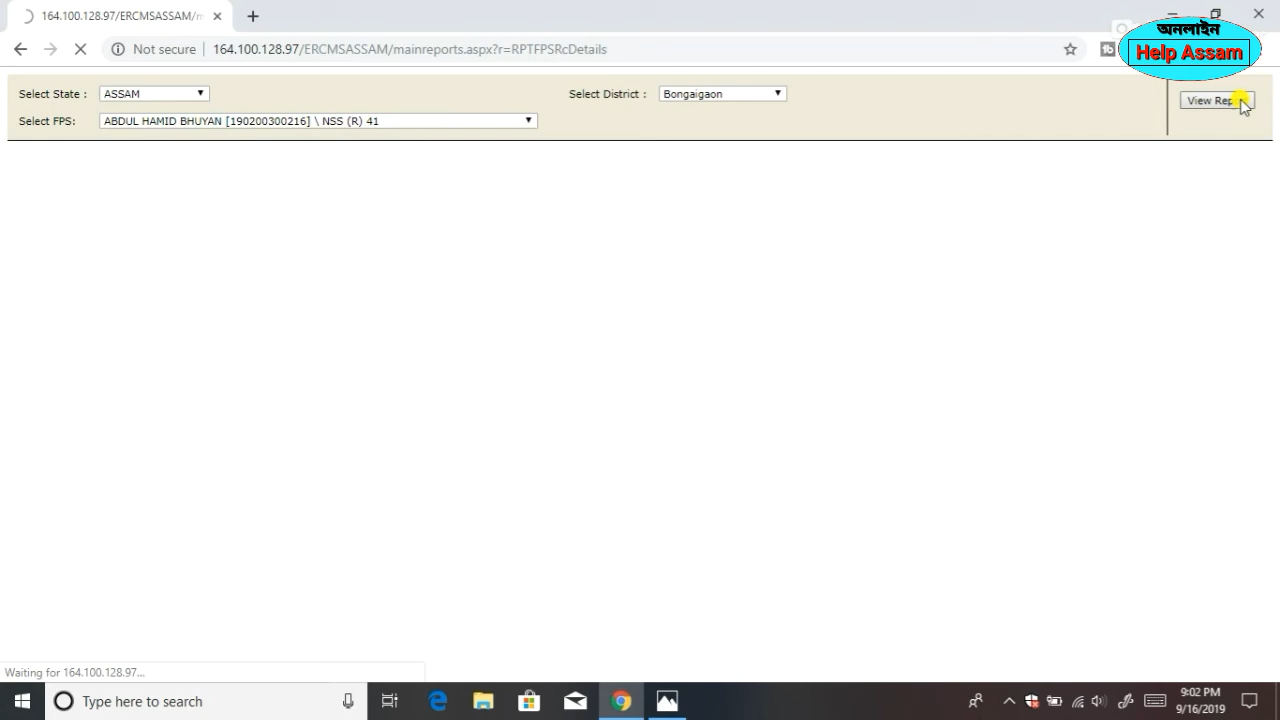 164.100.128.97/ERCMSASSAM/m
অনলাইন
Help Assam
Not secure
164.100.128.97/ERCMSASSAM/mainreports.aspx?r=RPTFPSRcDetails
Select State : ASSAM
Select District : Bongaigaon
View Rep
Select FPS: ABDUL HAMID BHUYAN [190200300216] \ NSS (R) 41
Waiting for 164.100.128.97...
Type here to search
9:02 PM
9/16/2019